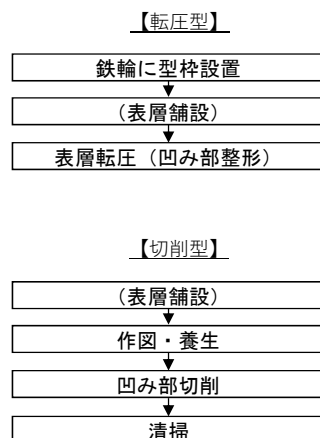 【転圧型】
鉄輪に型枠設置
（表層舗設）
表層転圧（凹み部整形）
【切削型】
（表層舗設）
作図・養生
凹み部切削
清掃